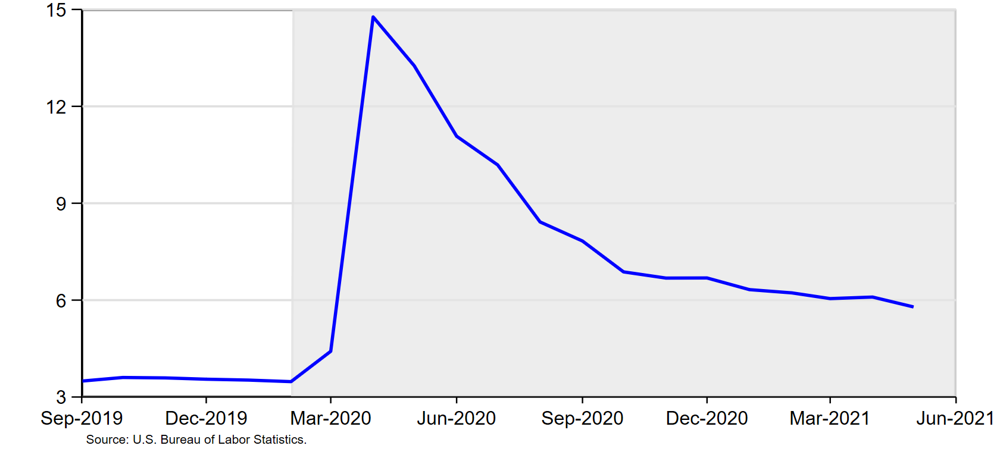 15
12
9
6
3
Sep-2019 Dec-2019 Mar-2020 Jun-2020 Sep-2020 Dec-2020 Mar-2021 Jun-2021
Source: U.S. Bureau of Labor Statistics.